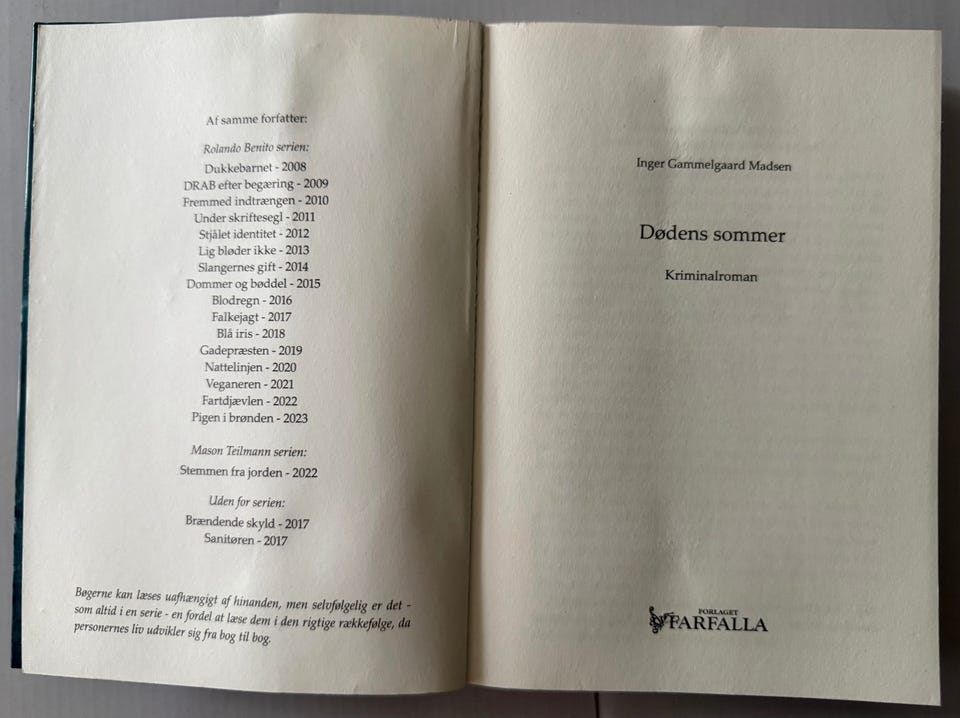 Af samme forfatter:
Rolando Benito serien:
Dukkebarnet - 2008
DRAB efter begæring - 2009
Fremmed indtrængen - 2010
Under skriftesegl - 2011
Stjålet identitet - 2012
Lig bløder ikke - 2013
Slangernes gift - 2014
Dommer og bøddel - 2015
Blodregn - 2016
Falkejagt - 2017
Blå iris - 2018
Gadepræsten - 2019
Nattelinjen - 2020
Veganeren - 2021
Fartdjævlen - 2022
Pigen i brønden - 2023
Mason Teilmann serien:
Stemmen fra jorden - 2022
Uden for serien:
Brændende skyld - 2017
Sanitøren - 2017
Bøgerne kan læses uafhængigt af hinanden, men selvfølgelig er det -
som altid i en serie - en fordel at læse dem i den rigtige rækkefølge, da
personernes liv udvikler sig fra bog til bog.
Inger Gammelgaard Madsen
Dødens sommer
Kriminalroman
FORLAGET
FARFALLA